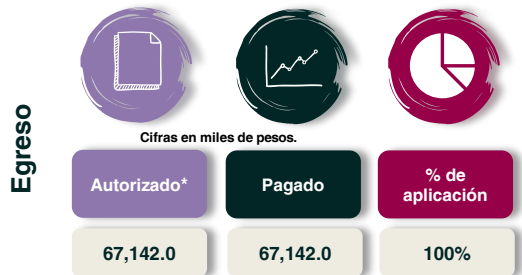 Egreso
Cifras en miles de pesos.
Autorizado*
Pagado
% de
aplicación
67,142.0
67,142.0
100%